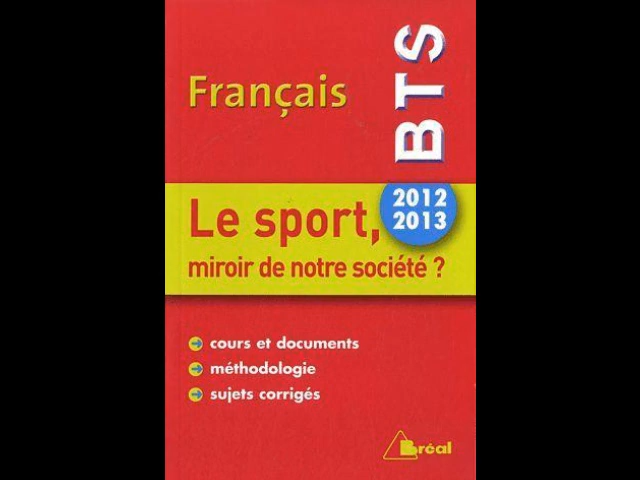 BTS
Français
2012
2013
Le sport,
miroir de notre société ?
cours et documents
méthodologie
sujets corrigés
Bréal